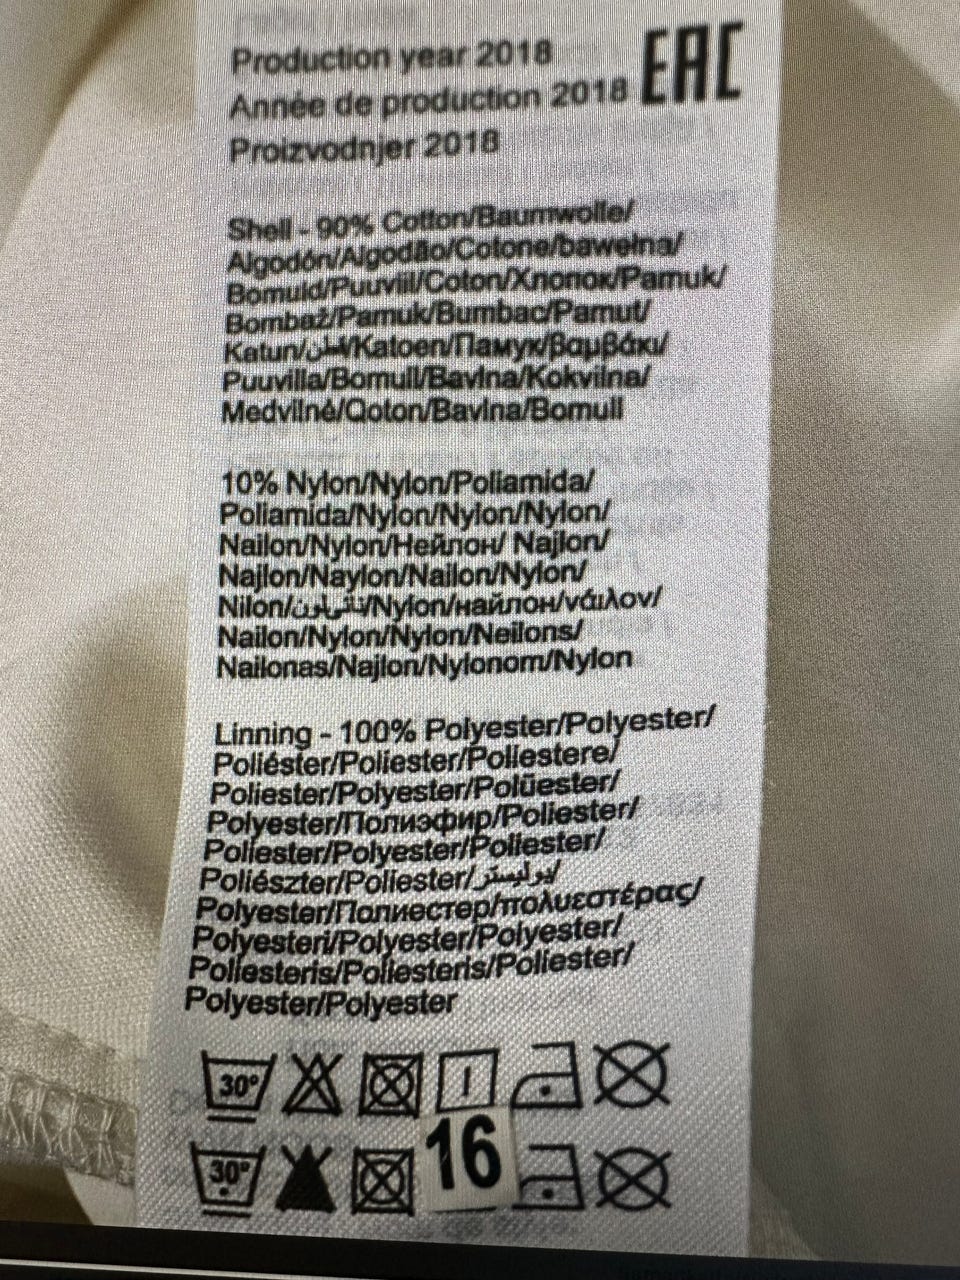 Production year 2018
EAC
Année de production 2018
Proizvodnjer 2018
Shell - 90% Cotton/Baumwolle/
Algodón/Algodão/Cotone/bawełna/
Bomuld/Puuviil/Coton/Хлопок/Pamuk/
Bombaž/Pamuk/Bumbac/Pamut/
Katun/قطن/Katoen/Памук/βαμβάκι/
Puuvilla/Bomull/Bavlna/Kokvilna/
Medvilnė/Qoton/Bavlna/Bomull
10% Nylon/Nylon/Poliamida/
Poliamida/Nylon/Nylon/Nylon/
Nailon/Nylon/Нейлон/ Najlon/
Najlon/Naylon/Nailon/Nylon/
Nilon/نائيلون/Nylon/найлон/νάιλον/
Nailon/Nylon/Nylon/Neilons/
Nailonas/Najlon/Nylonom/Nylon
Linning - 100% Polyester/Polyester/
Poliéster/Poliester/Poliestere/
Poliester/Polyester/Polüester/
Polyester/Полиэфир/Poliester/
Poliester/Polyester/Poliester/
Poliészter/Poliester/بوليستر/
Polyester/Полиестер/πολυεστέρας/
Polyesteri/Polyester/Polyester/
Poliesteris/Poliesteris/Poliester/
Polyester/Polyester
30°
30°
16